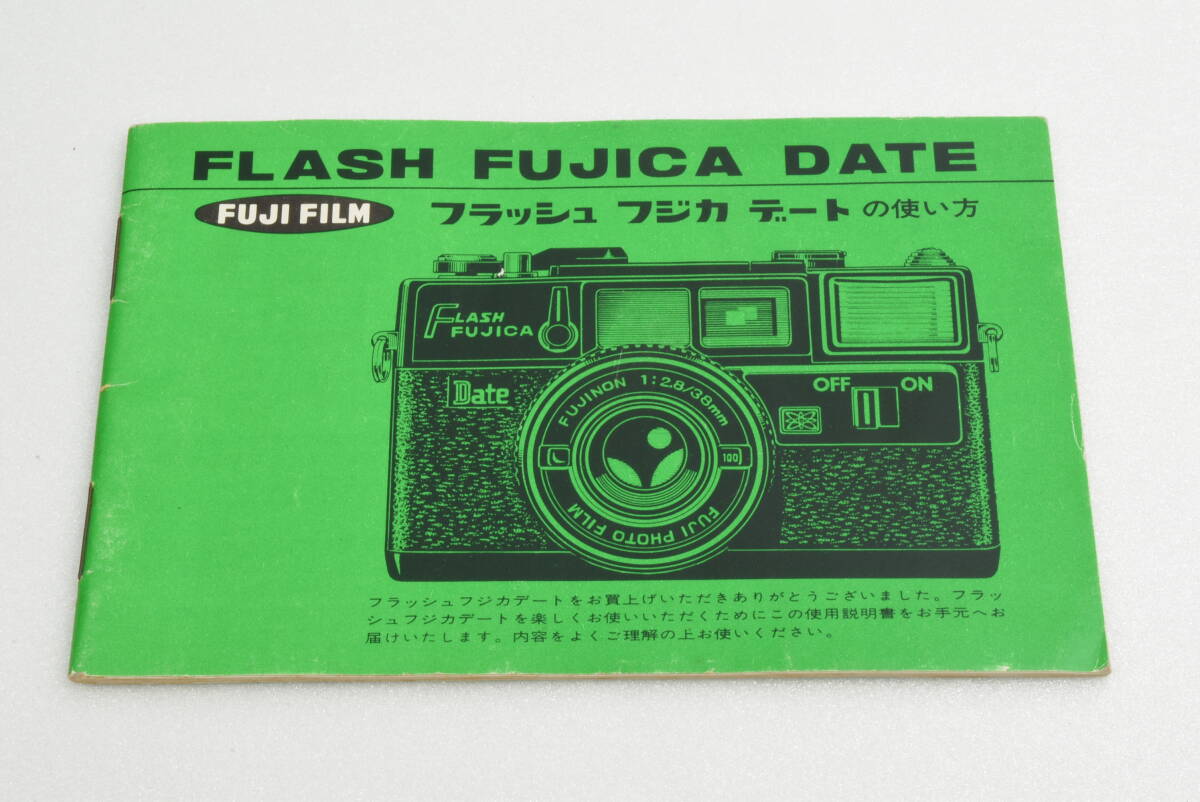 FLASH FUJICA DATE
FUJI FILM
フラッシュ フジカ デート の使い方
FLASH
FUJICA
Date
OFF ON
FUJINON 1:2.8/38mm
100
FUJI PHOTO FILM
フラッシュフジカデートをお買上げいただきありがとうございました。フラッ
シュフジカデートを楽しくお使いいただくためにこの使用説明書をお手元へお
届けいたします。内容をよくご理解の上お使いください。